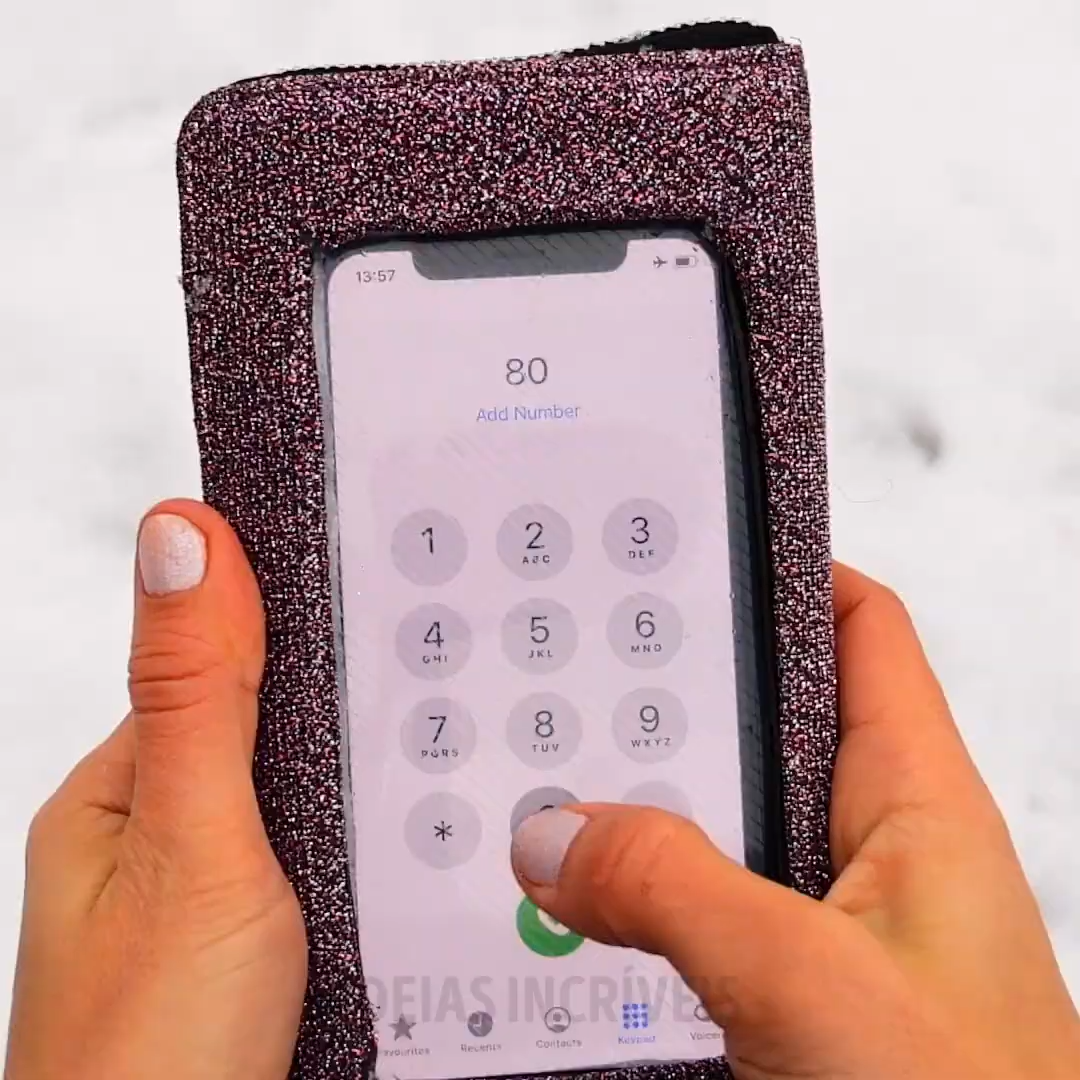 13:57
80
Add Number
1 2 3
ABC DEF
4 5 6
GHI JKL MNO
7 8 9
PQRS TUV WXYZ
*
IDEIAS INCRÍVEIS
Favourites Recents Contacts Keypad